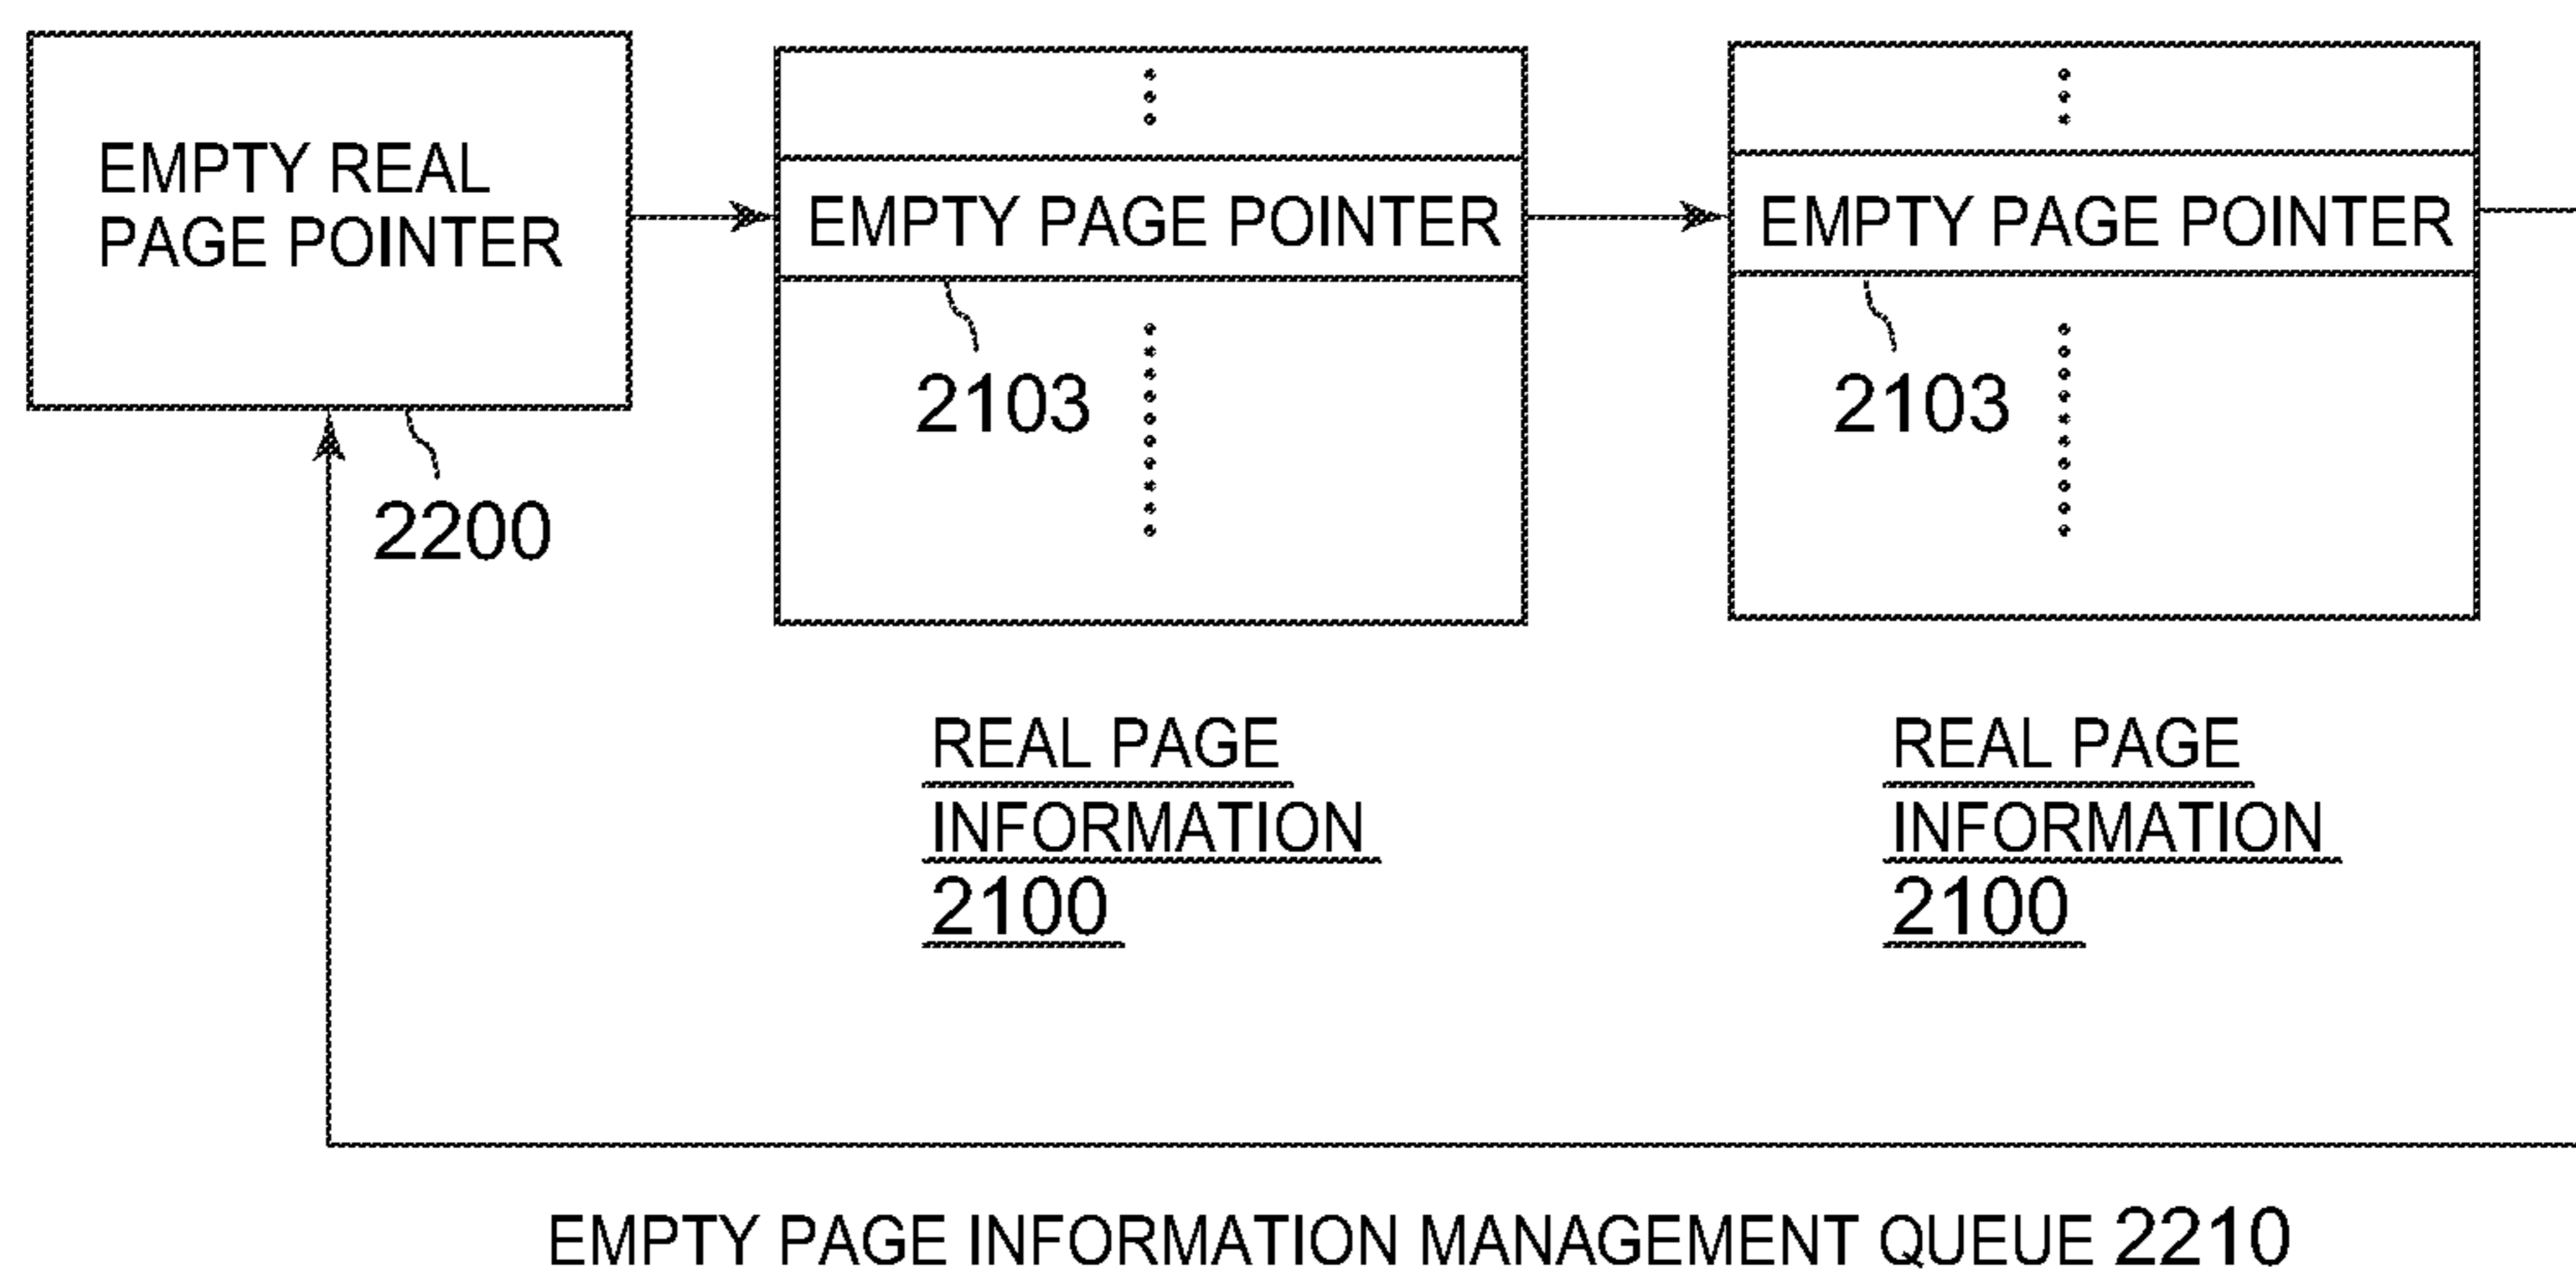 EMPTY REAL
PAGE POINTER
2200
EMPTY PAGE POINTER
2103
REAL PAGE
INFORMATION
2100
EMPTY PAGE POINTER
2103
REAL PAGE
INFORMATION
2100
EMPTY PAGE INFORMATION MANAGEMENT QUEUE 2210